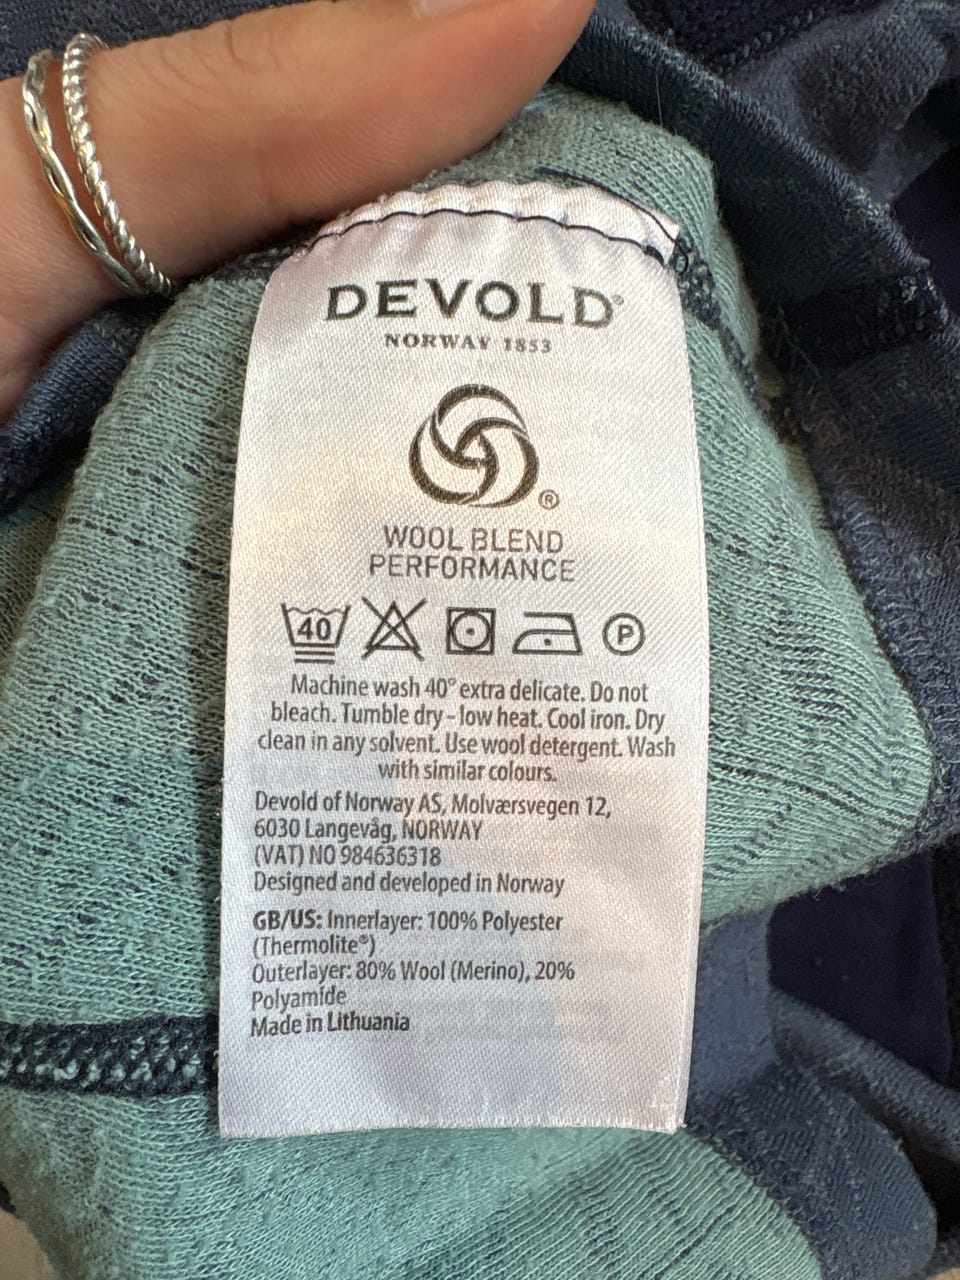 DEVOLD®
NORWAY 1853
®
WOOL BLEND
PERFORMANCE
40 P
Machine wash 40° extra delicate. Do not
bleach. Tumble dry – low heat. Cool iron. Dry
clean in any solvent. Use wool detergent. Wash
with similar colours.
Devold of Norway AS, Molværsvegen 12,
6030 Langevåg, NORWAY
(VAT) NO 984636318
Designed and developed in Norway
GB/US: Innerlayer: 100% Polyester
(Thermolite®)
Outerlayer: 80% Wool (Merino), 20%
Polyamide
Made in Lithuania